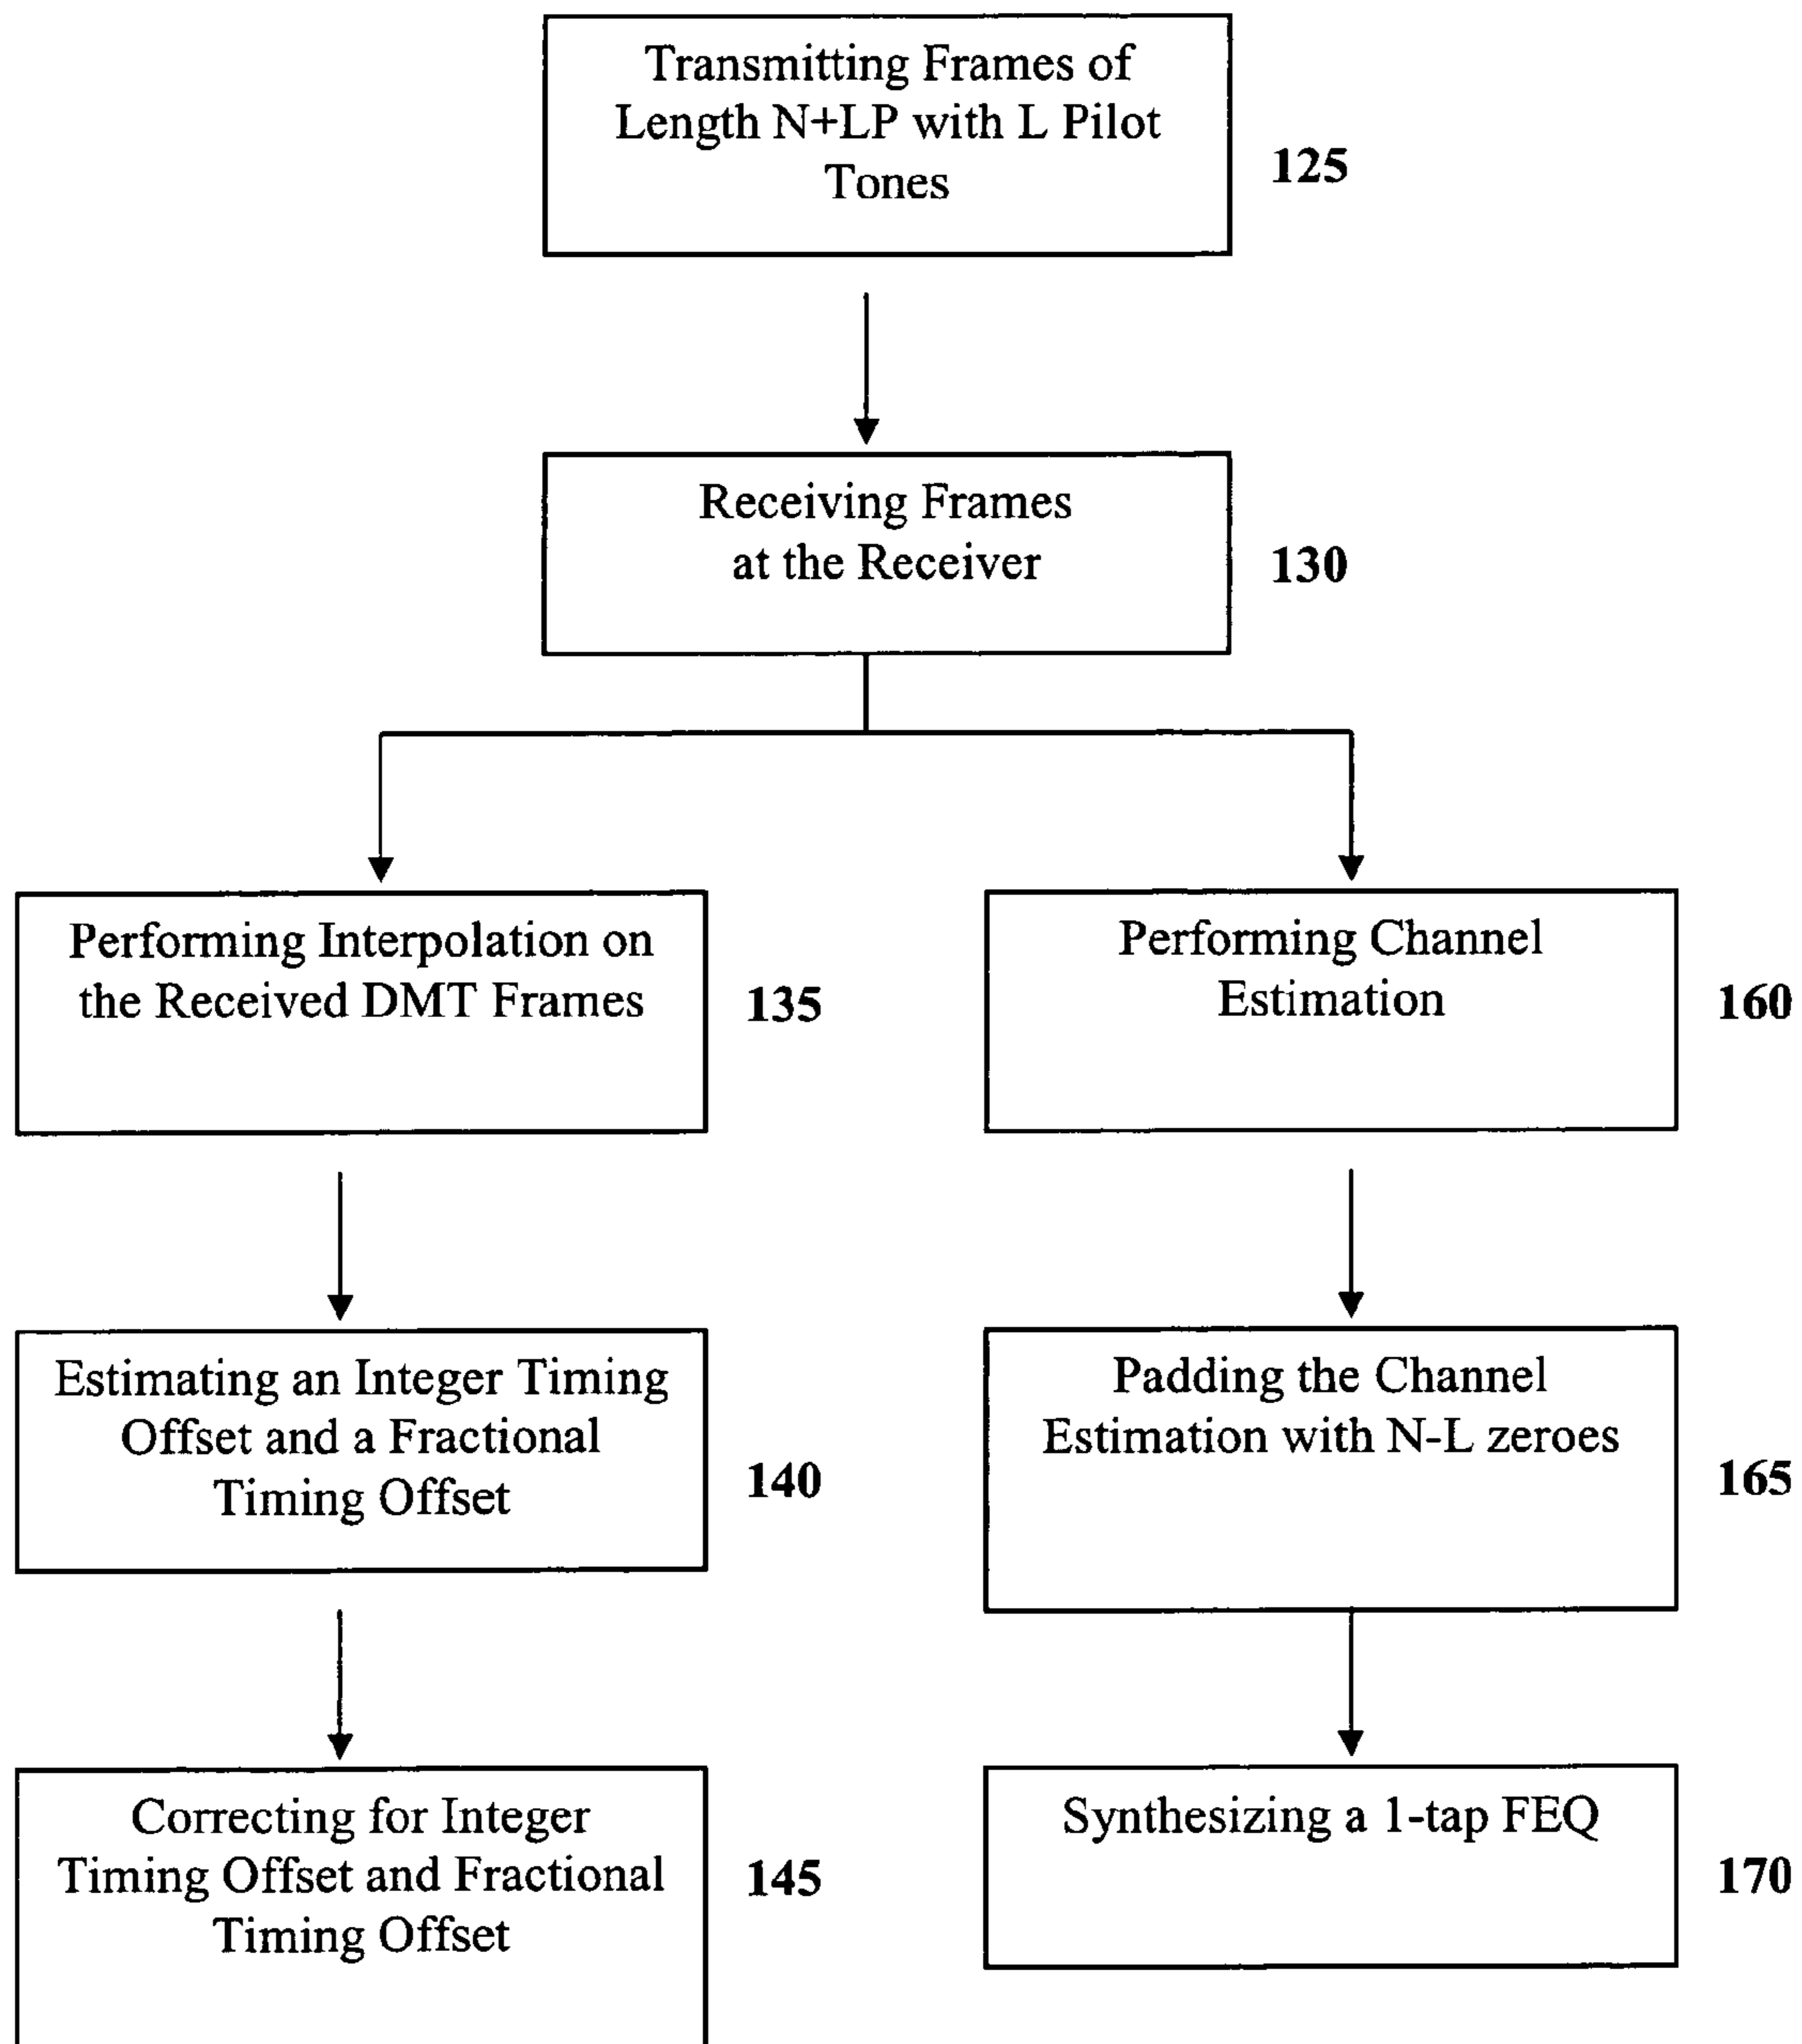 Transmitting Frames of
Length N+LP with L Pilot
Tones
125
Receiving Frames
at the Receiver
130
Performing Interpolation on
the Received DMT Frames
135
Performing Channel
Estimation
160
Estimating an Integer Timing
Offset and a Fractional
Timing Offset
140
Padding the Channel
Estimation with N-L zeroes
165
Correcting for Integer
Timing Offset and Fractional
Timing Offset
145
Synthesizing a 1-tap FEQ
170